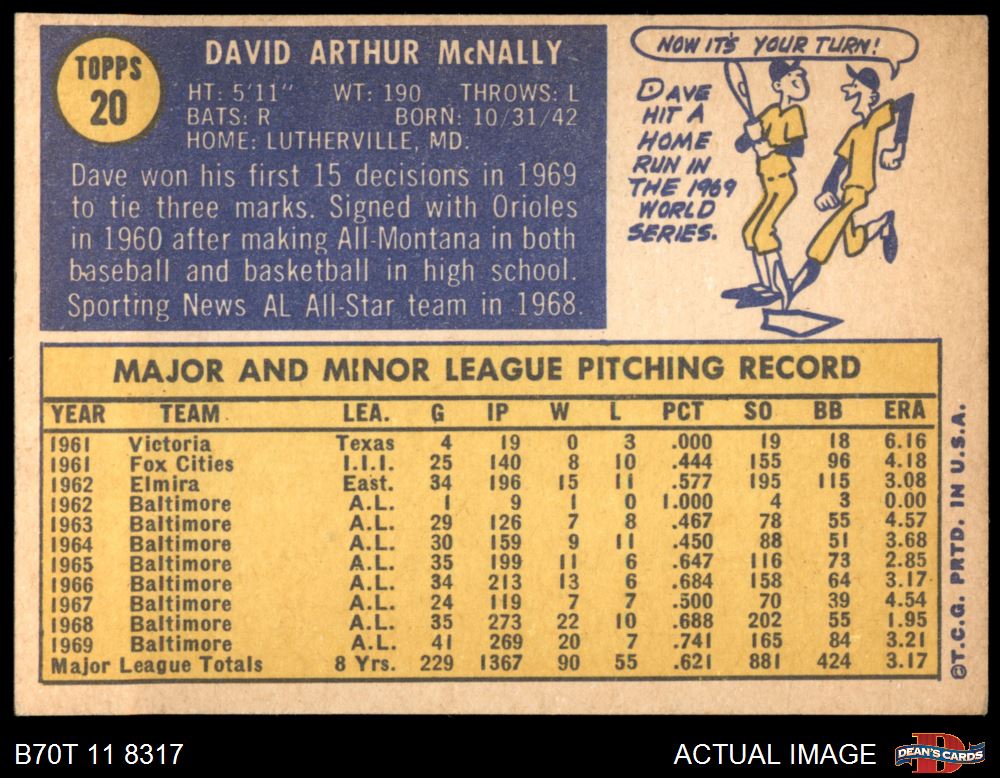 TOPPS
20
DAVID ARTHUR McNALLY
HT: 5'11" WT: 190 THROWS: L
BATS: R BORN: 10/31/42
HOME: LUTHERVILLE, MD.
Dave won his first 15 decisions in 1969
to tie three marks. Signed with Orioles
in 1960 after making All-Montana in both
baseball and basketball in high school.
Sporting News AL All-Star team in 1968.
NOW IT'S YOUR TURN!
DAVE
HIT A
HOME
RUN IN
THE 1969
WORLD
SERIES.
MAJOR AND MINOR LEAGUE PITCHING RECORD
YEAR TEAM LEA. G IP W L PCT SO BB ERA
1961 Victoria Texas 4 19 0 3 .000 19 18 6.16
1961 Fox Cities I.I.I. 25 140 8 10 .444 155 96 4.18
1962 Elmira East. 34 196 15 11 .577 195 115 3.08
1962 Baltimore A.L. 1 9 1 0 1.000 4 3 0.00
1963 Baltimore A.L. 29 126 7 8 .467 78 55 4.57
1964 Baltimore A.L. 30 159 9 11 .450 88 51 3.68
1965 Baltimore A.L. 35 199 11 6 .647 116 73 2.85
1966 Baltimore A.L. 34 213 13 6 .684 158 64 3.17
1967 Baltimore A.L. 24 119 7 7 .500 70 39 4.54
1968 Baltimore A.L. 35 273 22 10 .688 202 55 1.95
1969 Baltimore A.L. 41 269 20 7 .741 165 84 3.21
Major League Totals 8 Yrs. 229 1367 90 55 .621 881 424 3.17
©T.C.G. PRTD. IN U.S.A.
B70T 11 8317
ACTUAL IMAGE
DEAN'S CARDS